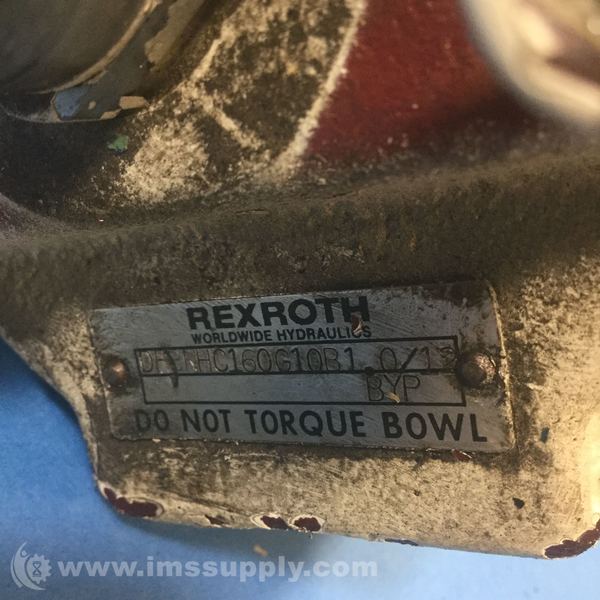 REXROTH
WORLDWIDE HYDRAULICS
BYP
DO NOT TORQUE BOWL
www.imssupply.com